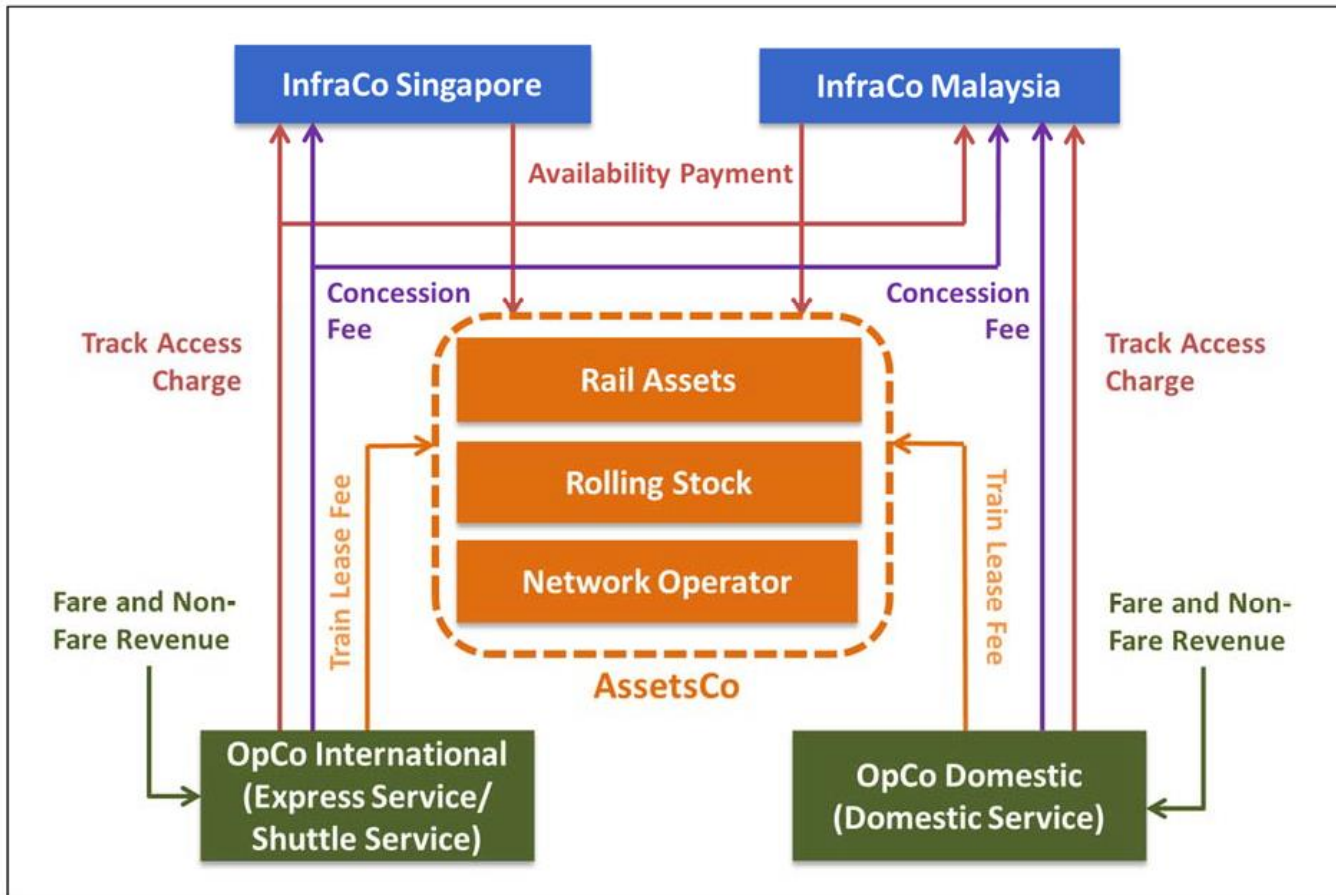 InfraCo Singapore
InfraCo Malaysia
Availability Payment
Concession
Fee
Concession
Fee
Track Access
Charge
Track Access
Charge
Rail Assets
Rolling Stock
Network Operator
AssetsCo
Train Lease Fee
Train Lease Fee
Fare and Non-
Fare Revenue
Fare and Non-
Fare Revenue
OpCo International
(Express Service/
Shuttle Service)
OpCo Domestic
(Domestic Service)